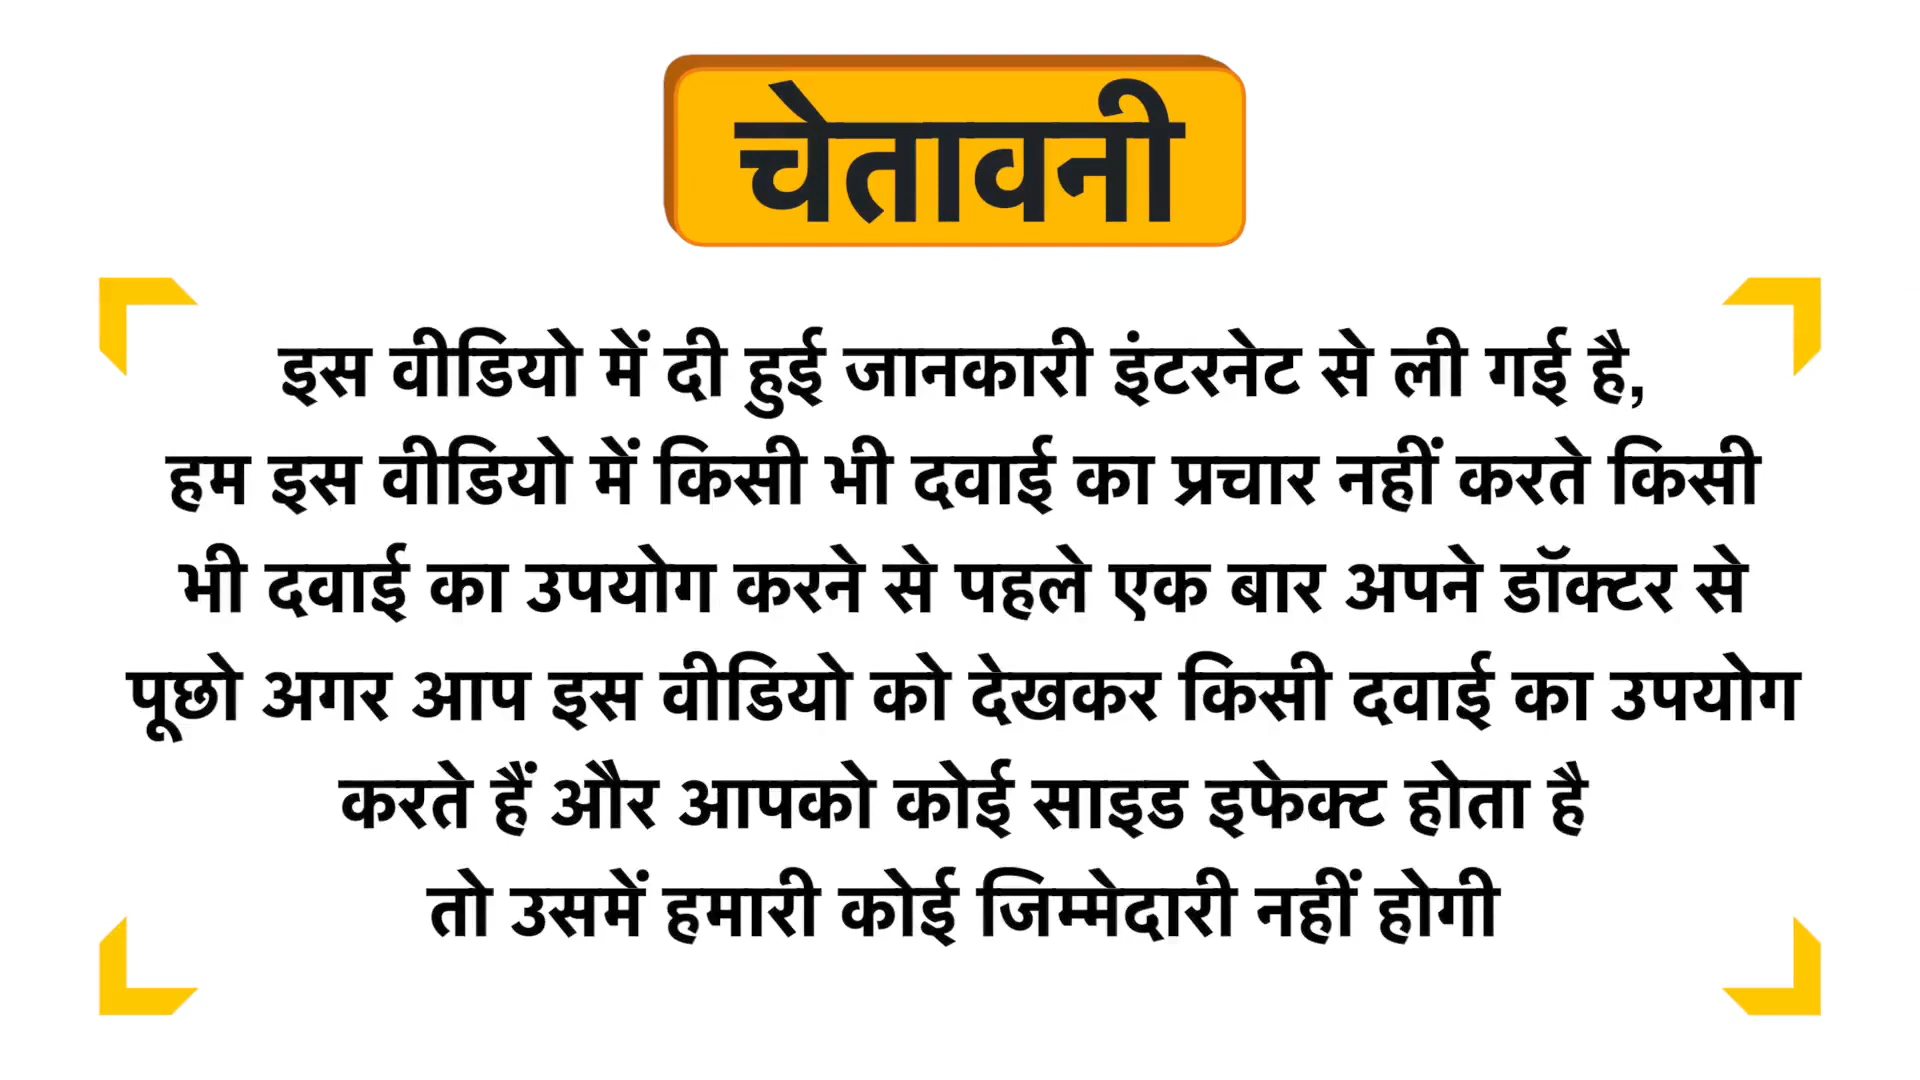 चेतावनी
इस वीडियो में दी हुई जानकारी इंटरनेट से ली गई है,
हम इस वीडियो में किसी भी दवाई का प्रचार नहीं करते किसी
भी दवाई का उपयोग करने से पहले एक बार अपने डॉक्टर से
पूछो अगर आप इस वीडियो को देखकर किसी दवाई का उपयोग
करते हैं और आपको कोई साइड इफेक्ट होता है
तो उसमें हमारी कोई जिम्मेदारी नहीं होगी